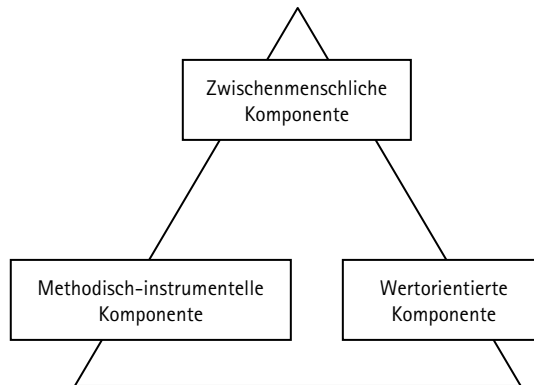 Zwischenmenschliche
Komponente
Methodisch-instrumentelle
Komponente
Wertorientierte
Komponente